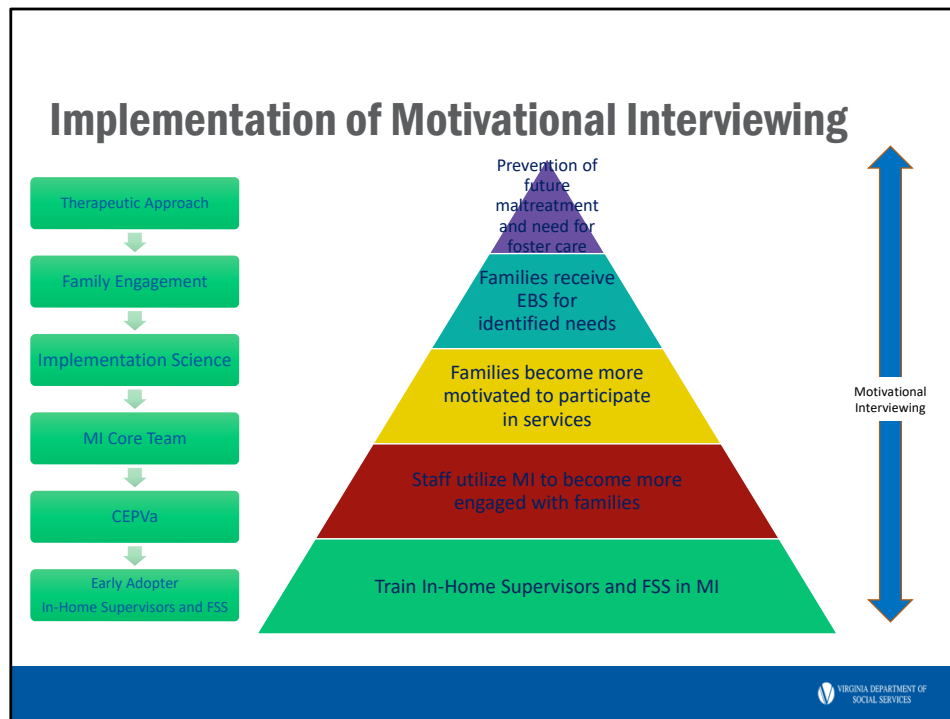 Implementation of Motivational Interviewing
Therapeutic Approach
Family Engagement
Implementation Science
MI Core Team
CEPVa
Early Adopter
In-Home Supervisors and FSS
Prevention of
future
maltreatment
and need for
foster care
Families receive
EBS for
identified needs
Families become more
motivated to participate
in services
Staff utilize MI to become more
engaged with families
Train In-Home Supervisors and FSS in MI
Motivational
Interviewing
VIRGINIA DEPARTMENT OF
SOCIAL SERVICES